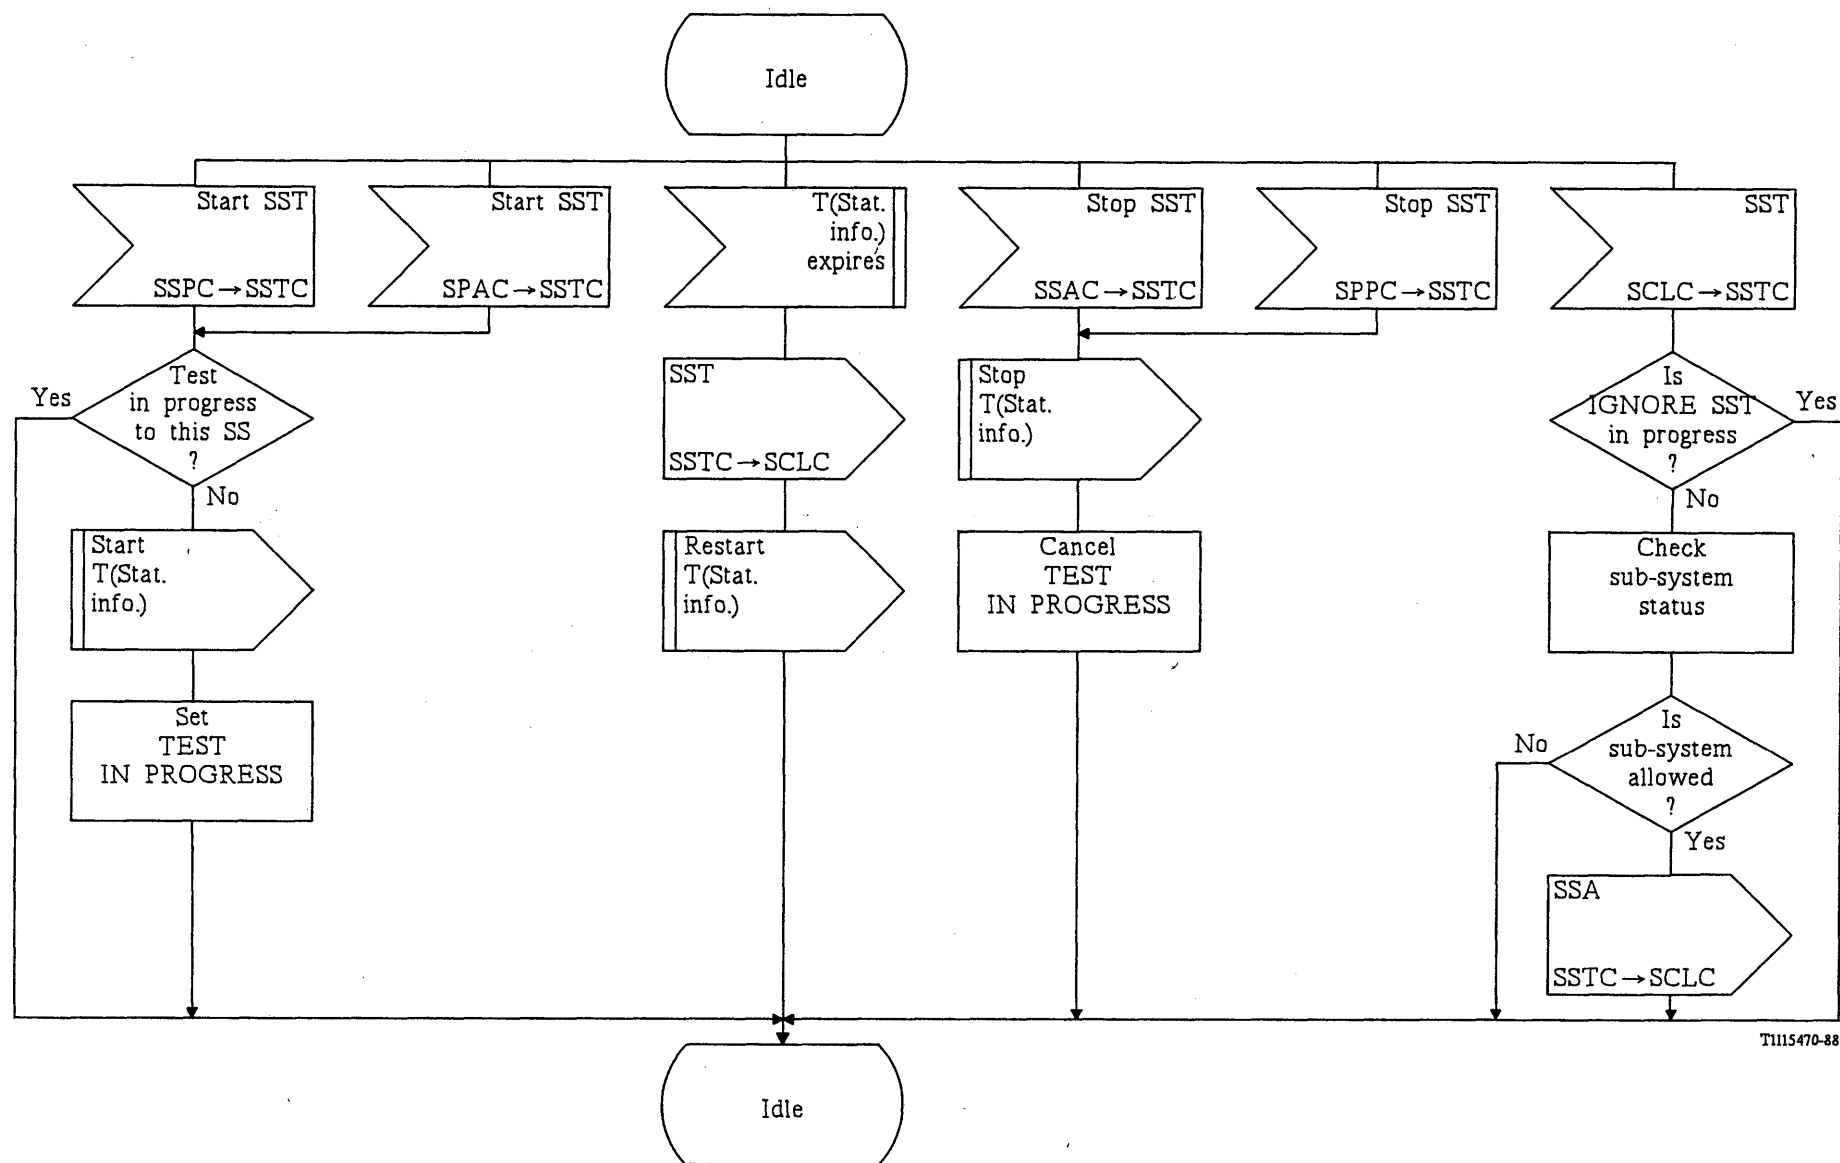 Idle
Start SST
SSPC→SSTC
Start SST
SPAC→SSTC
T(Stat.
info.)
expires
Stop SST
SSAC→SSTC
Stop SST
SPPC→SSTC
SST
SCLC→SSTC
Yes
Test
in progress
to this SS
?
No
Start
T(Stat.
info.)
Set
TEST
IN PROGRESS
SST
SSTC→SCLC
Restart
T(Stat.
info.)
Stop
T(Stat.
info.)
Cancel
TEST
IN PROGRESS
Is
IGNORE SST
in progress
?
Yes
No
Check
sub-system
status
Is
sub-system
allowed
?
No
Yes
SSA
SSTC→SCLC
T1115470-88
Idle